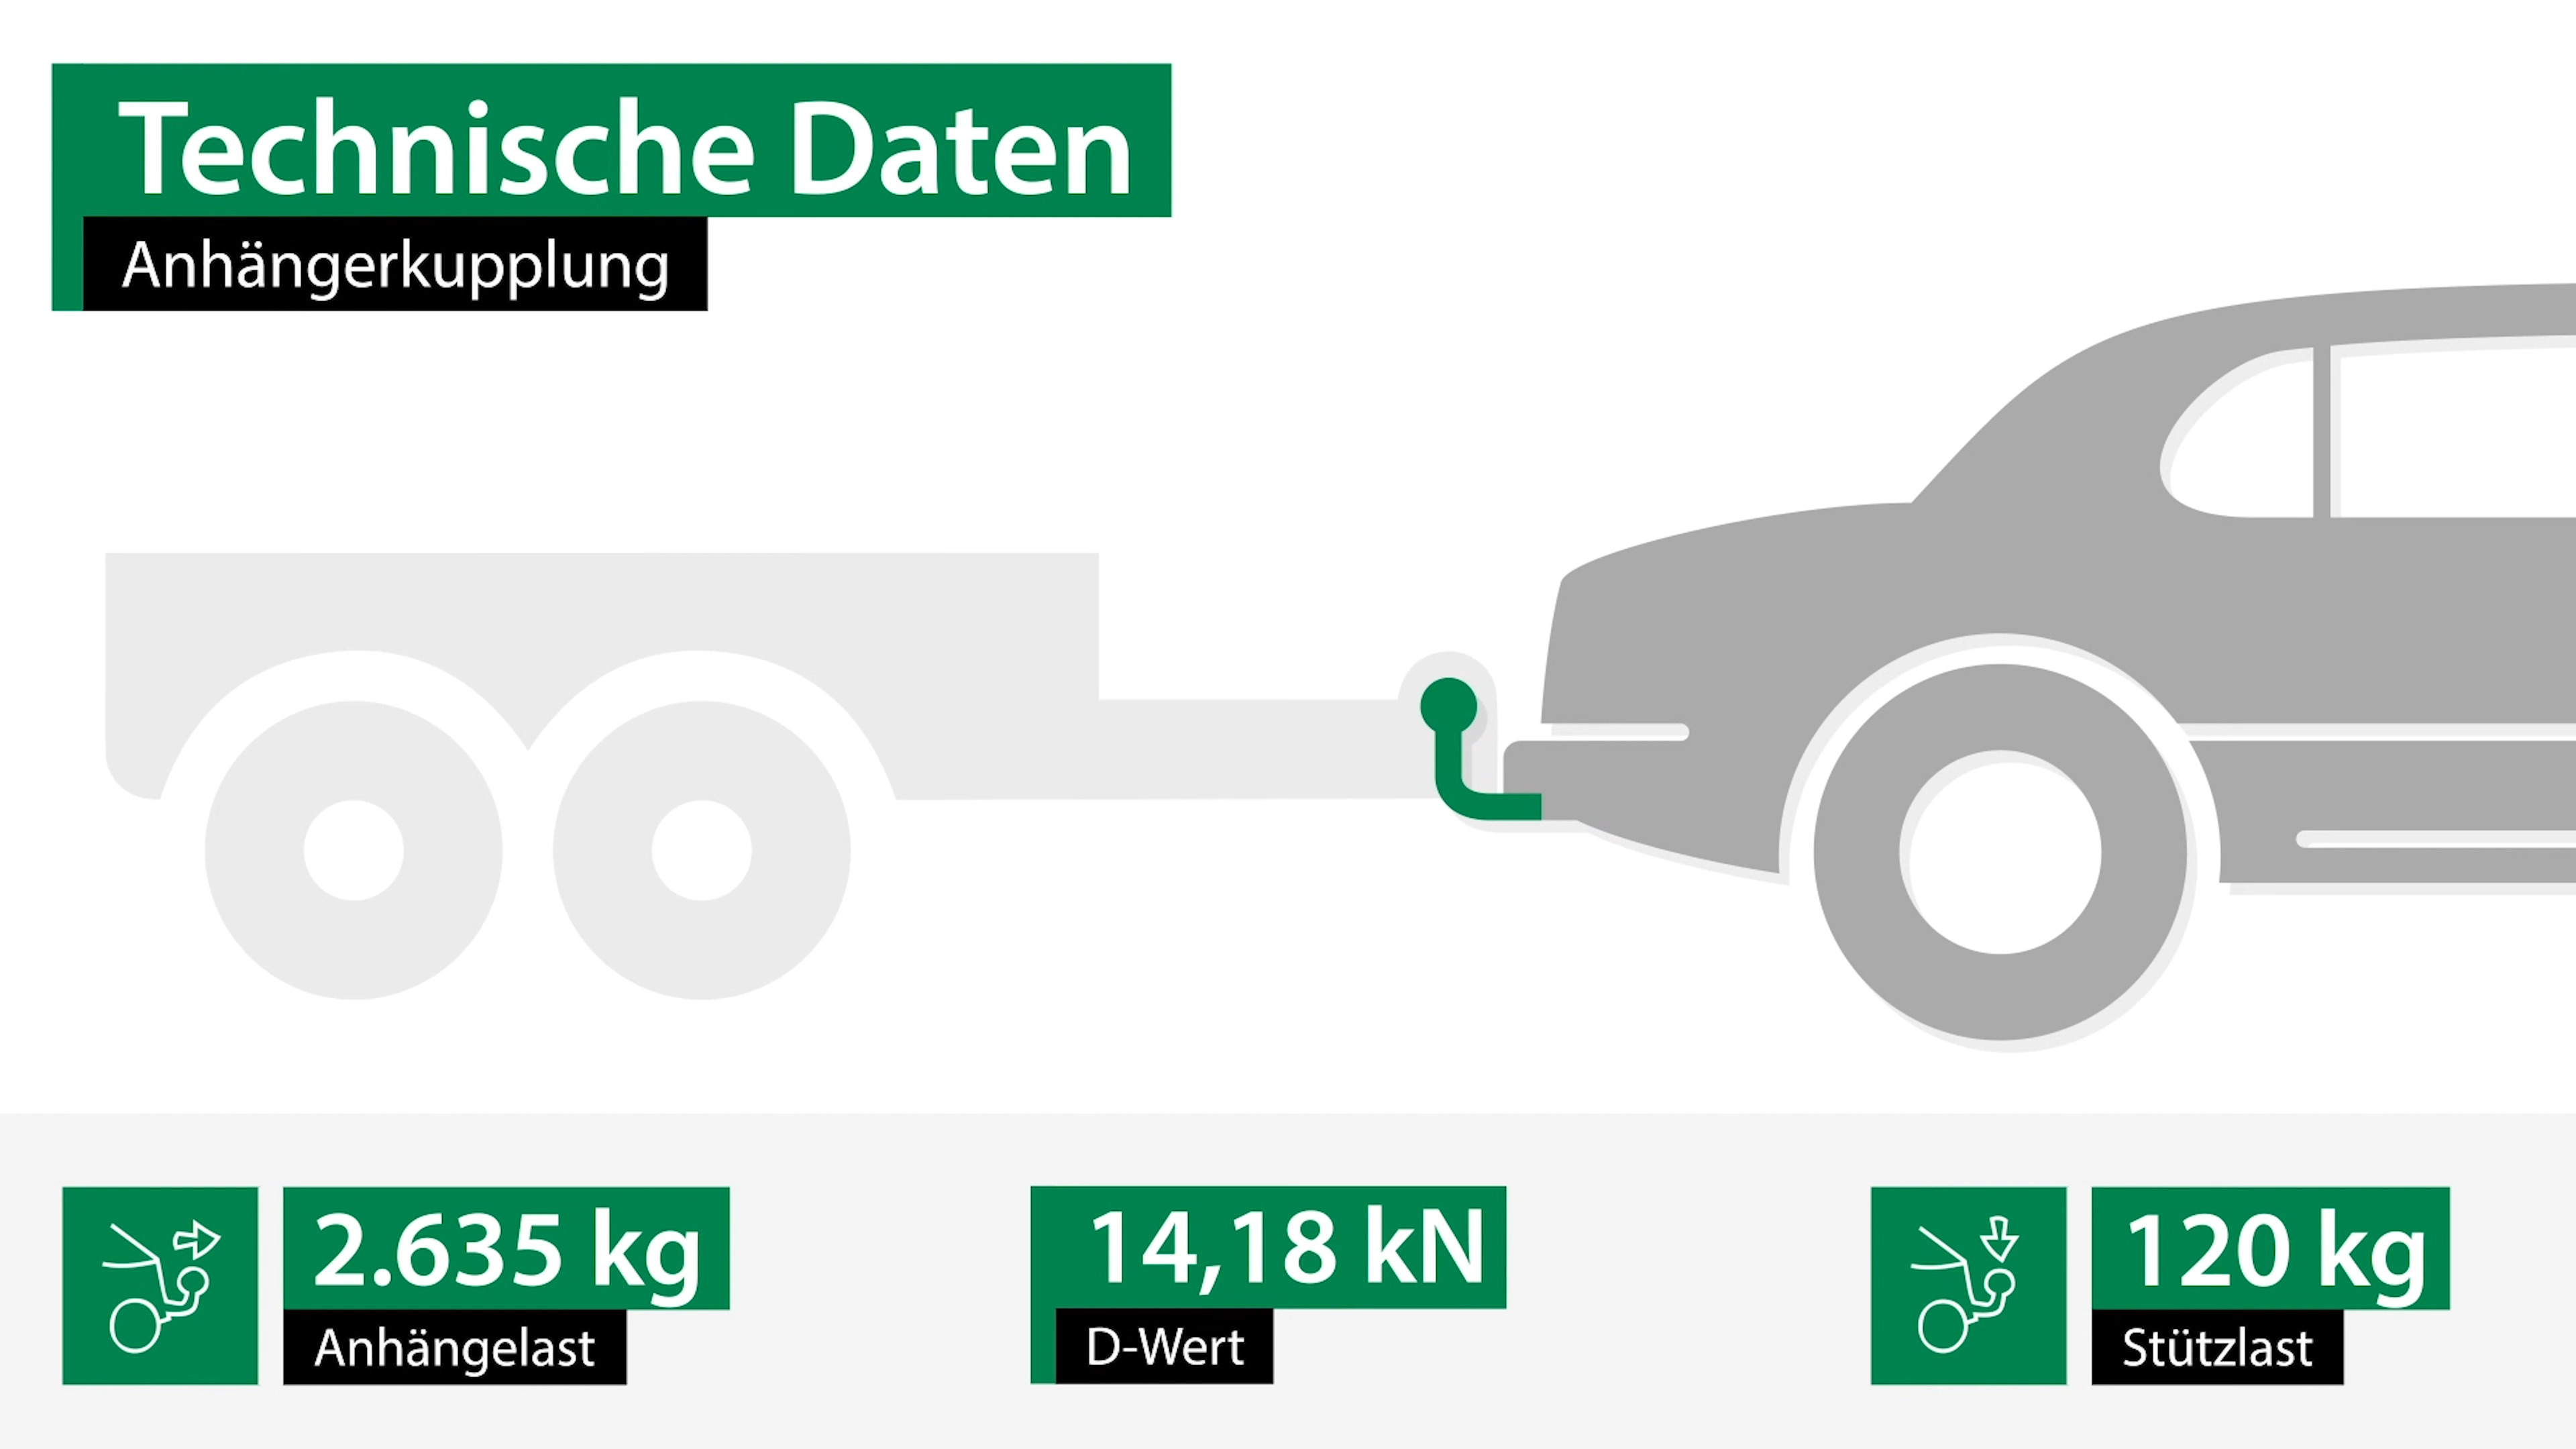 Technische Daten
Anhängerkupplung
2.635 kg
Anhängelast
14,18 kN
D-Wert
120 kg
Stützlast